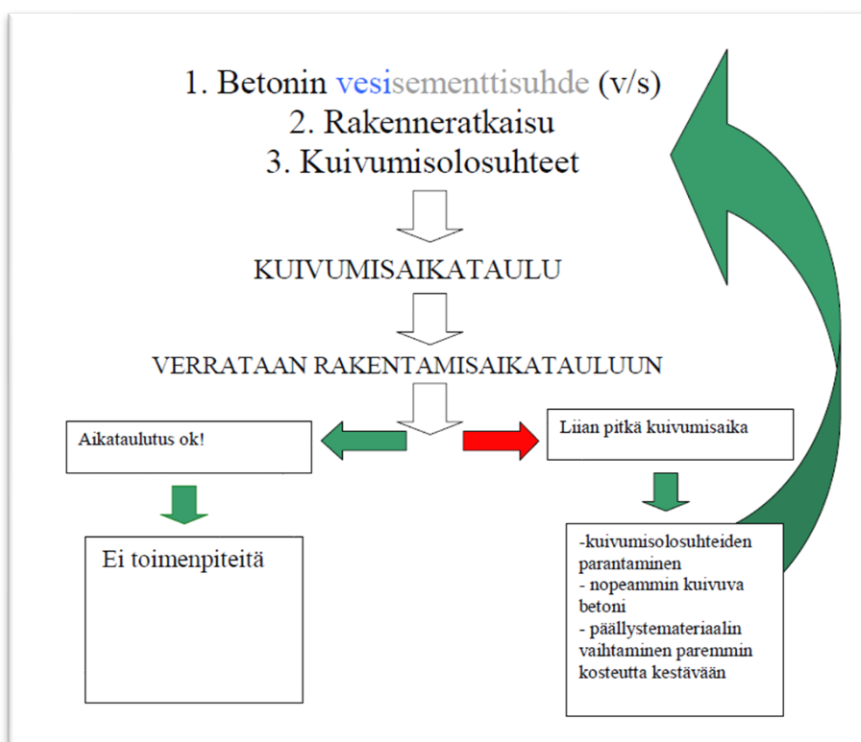 1. Betonin vesisementtisuhde (v/s)
2. Rakenneratkaisu
3. Kuivumisolosuhteet
KUIVUMISAIKATAULU
VERRATAAN RAKENTAMISAIKATAULUUN
Aikataulutus ok!
Liian pitkä kuivumisaika
Ei toimenpiteitä
-kuivumisolosuhteiden
parantaminen
- nopeammin kuivuva
betoni
- päällystemateriaalin
vaihtaminen paremmin
kosteutta kestävään